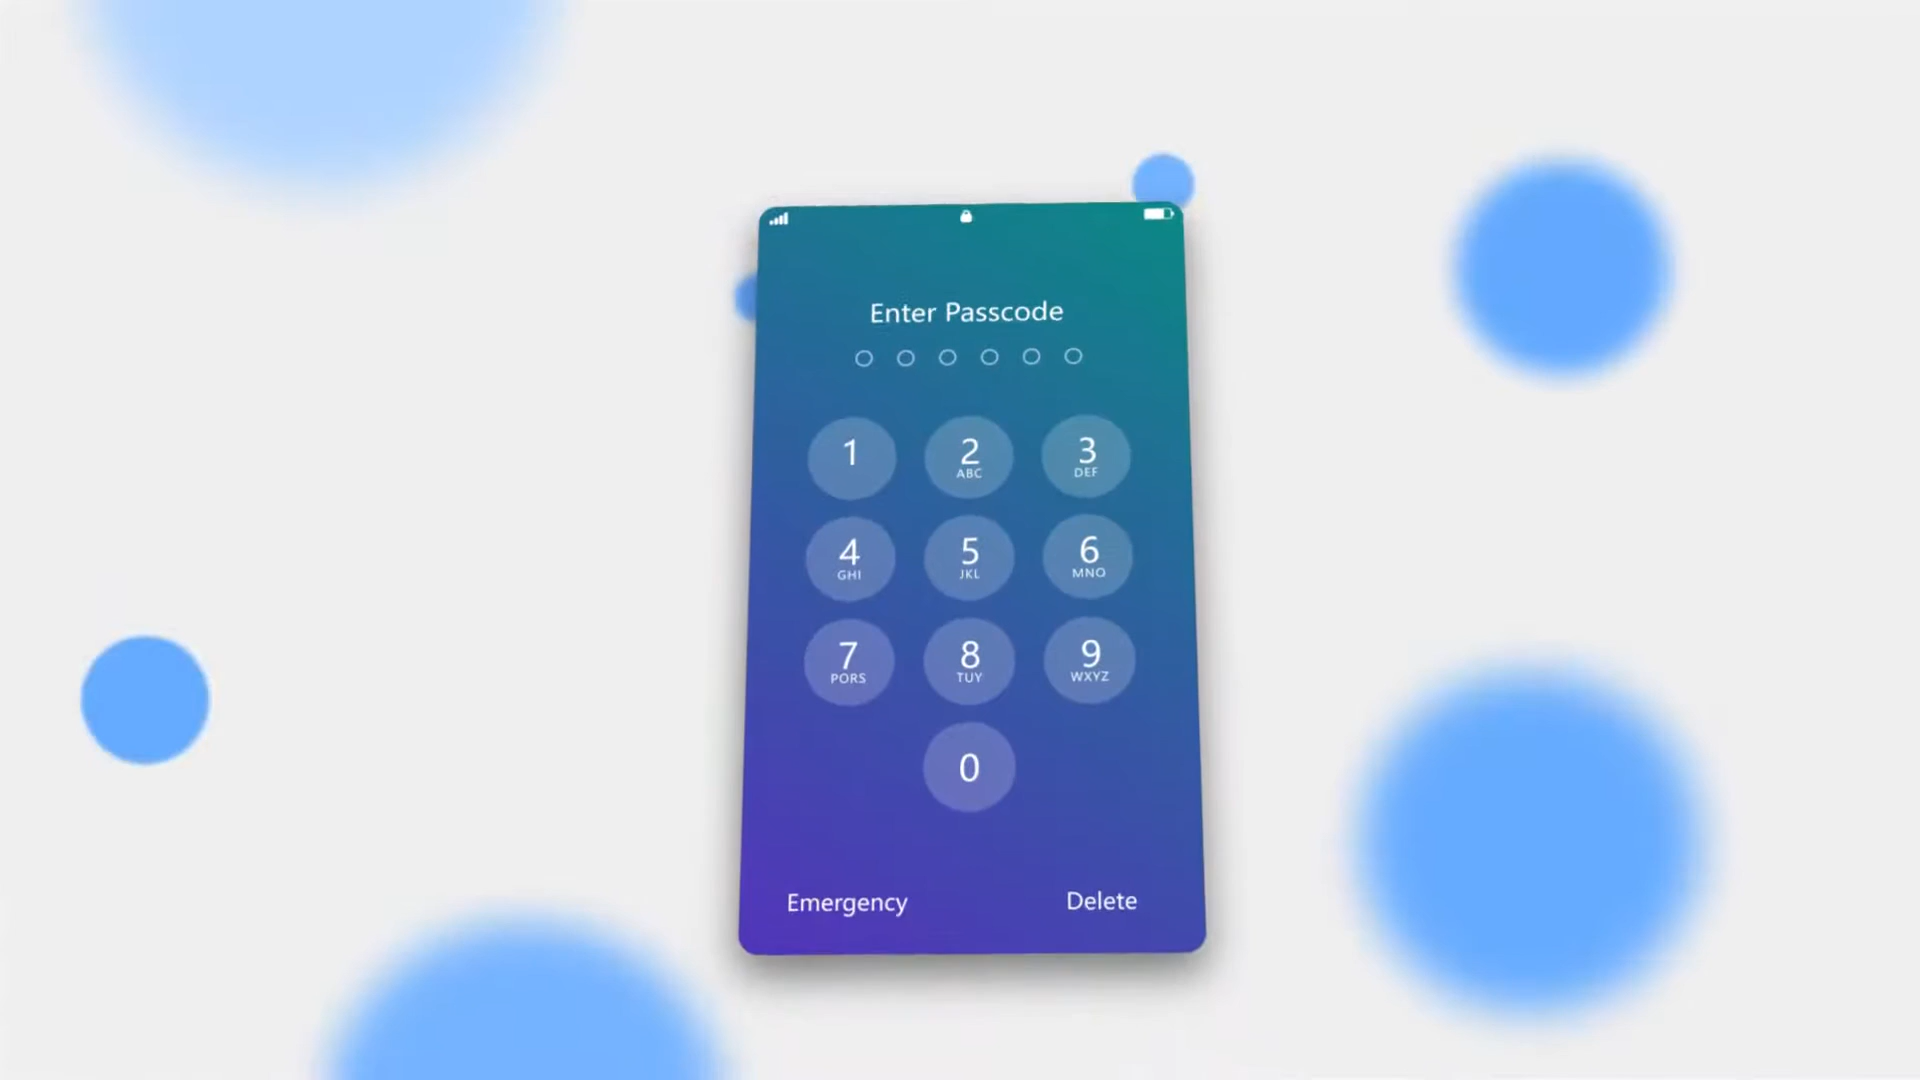 Enter Passcode
1 2 3
ABC DEF
4 5 6
GHI JKL MNO
7 8 9
PORS TUY WXYZ
0
Emergency Delete